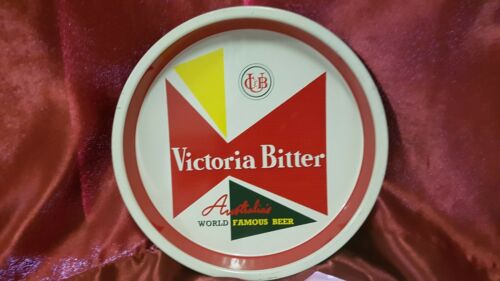 CUB
Victoria Bitter
Australia's
WORLD FAMOUS BEER